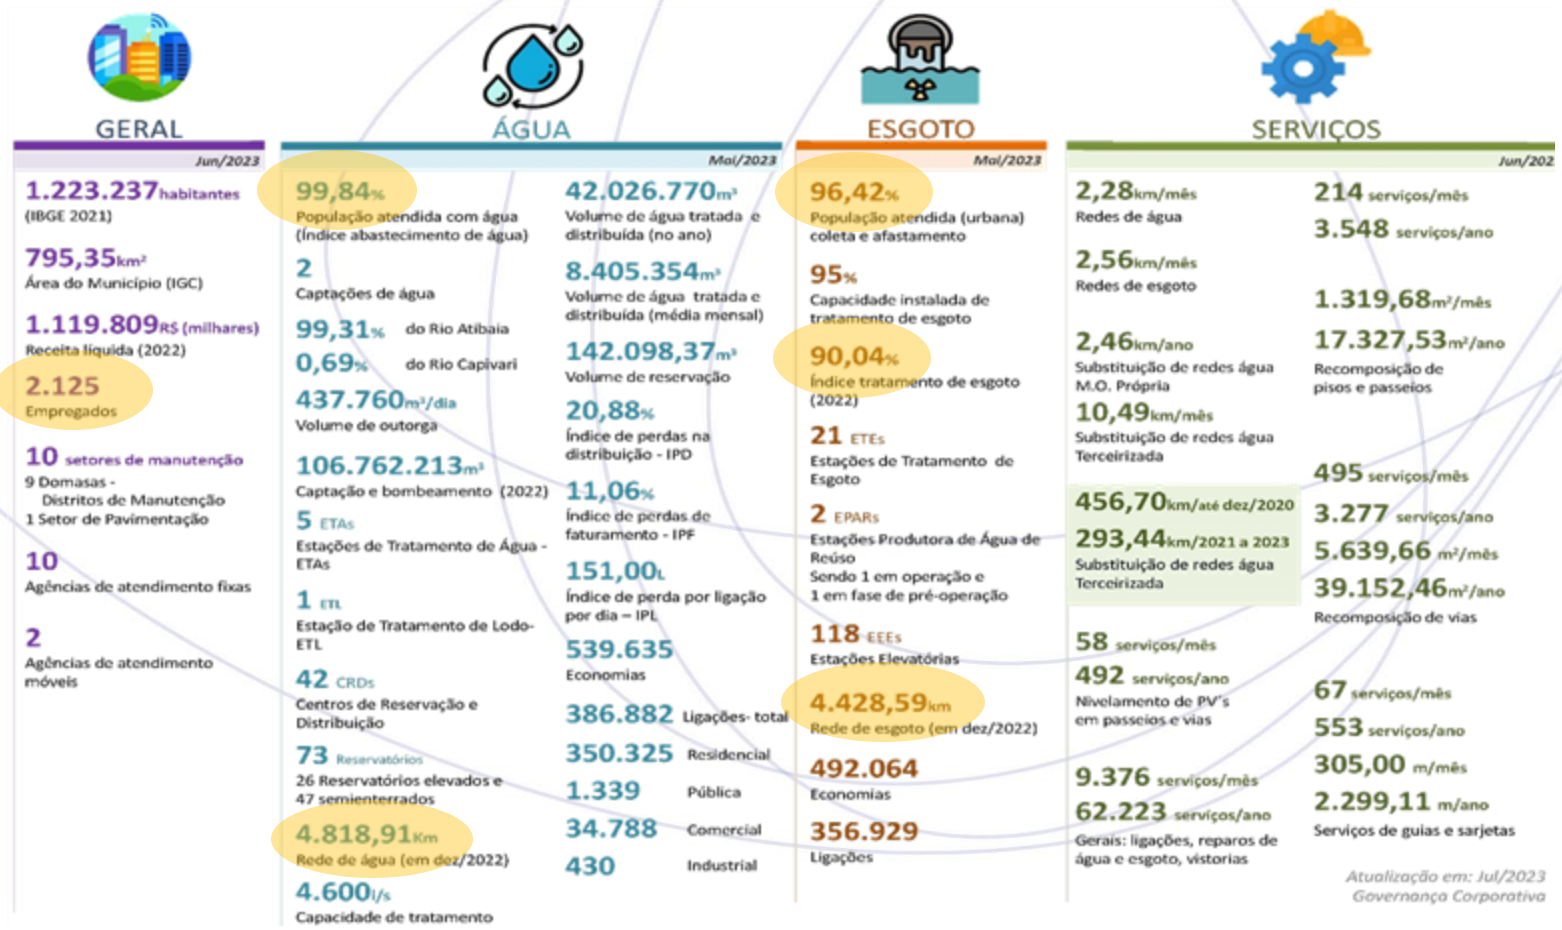 GERAL
Jun/2023
1.223.237habitantes
(IBGE 2021)
795,35km²
Área do Município (IGC)
1.119.809R$ (milhares)
Receita líquida (2022)
2.125
Empregados
10 setores de manutenção
9 Domasas -
Distritos de Manutenção
1 Setor de Pavimentação
10
Agências de atendimento fixas
2
Agências de atendimento
móveis
ÁGUA
Mai/2023
99,84%
População atendida com água
(Índice abastecimento de água)
2
Captações de água
99,31% do Rio Atibaia
0,69% do Rio Capivari
437.760m³/dia
Volume de outorga
106.762.213m³
Captação e bombeamento (2022)
5 ETAs
Estações de Tratamento de Água -
ETAs
1 ETL
Estação de Tratamento de Lodo-
ETL
42 CRDs
Centros de Reservação e
Distribuição
73 Reservatórios
26 Reservatórios elevados e
47 semienterrados
4.818,91Km
Rede de água (em dez/2022)
4.600l/s
Capacidade de tratamento
42.026.770m³
Volume de água tratada e
distribuída (no ano)
8.405.354m³
Volume de água tratada e
distribuída (média mensal)
142.098,37m³
Volume de reservação
20,88%
Índice de perdas na
distribuição - IPD
11,06%
Índice de perdas de
faturamento - IPF
151,00L
Índice de perda por ligação
por dia – IPL
539.635
Economias
386.882 Ligações- total
350.325 Residencial
1.339 Pública
34.788 Comercial
430 Industrial
ESGOTO
Mai/2023
96,42%
População atendida (urbana)
coleta e afastamento
95%
Capacidade instalada de
tratamento de esgoto
90,04%
Índice tratamento de esgoto
(2022)
21 ETEs
Estações de Tratamento de
Esgoto
2 EPARs
Estações Produtora de Água de
Reúso
Sendo 1 em operação e
1 em fase de pré-operação
118 EEEs
Estações Elevatórias
4.428,59km
Rede de esgoto (em dez/2022)
492.064
Economias
356.929
Ligações
SERVIÇOS
Jun/202
2,28km/mês
Redes de água
2,56km/mês
Redes de esgoto
2,46km/ano
Substituição de redes água
M.O. Própria
10,49km/mês
Substituição de redes água
Terceirizada
456,70km/até dez/2020
293,44km/2021 a 2023
Substituição de redes água
Terceirizada
58 serviços/mês
492 serviços/ano
Nivelamento de PV´s
em passeios e vias
9.376 serviços/mês
62.223 serviços/ano
Gerais: ligações, reparos de
água e esgoto, vistorias
214 serviços/mês
3.548 serviços/ano
1.319,68m²/mês
17.327,53m²/ano
Recomposição de
pisos e passeios
495 serviços/mês
3.277 serviços/ano
5.639,66 m²/mês
39.152,46m²/ano
Recomposição de vias
67 serviços/mês
553 serviços/ano
305,00 m/mês
2.299,11 m/ano
Serviços de guias e sarjetas
Atualização em: Jul/2023
Governança Corporativa